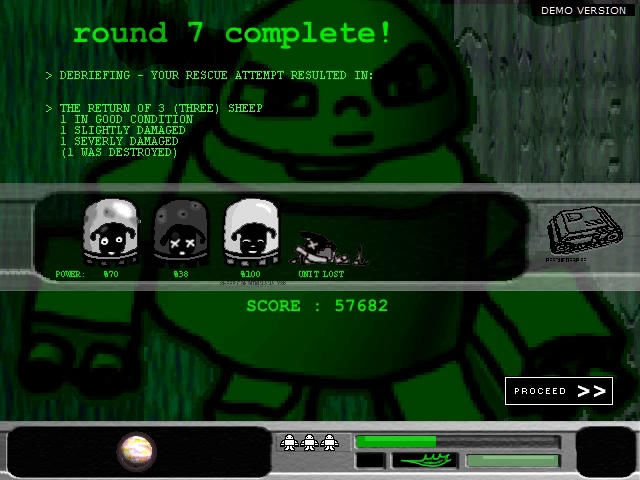 DEMO VERSION
round 7 complete!
> DEBRIEFING - YOUR RESCUE ATTEMPT RESULTED IN:
> THE RETURN OF 3 (THREE) SHEEP
1 IN GOOD CONDITION
1 SLIGHTLY DAMAGED
1 SEVERLY DAMAGED
(1 WAS DESTROYED)
POWER: %70 %38 %100 UNIT LOST
SCORE : 57682
PROCEED >>